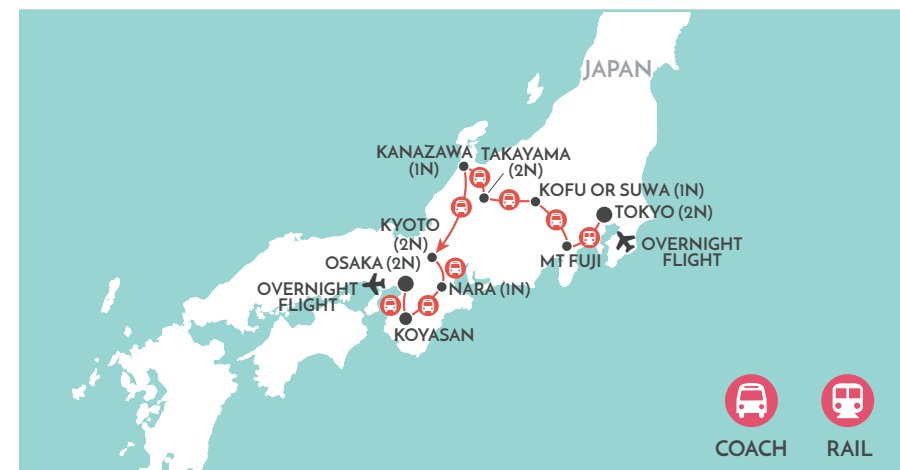 JAPAN
KANAZAWA
(1N)
TAKAYAMA
(2N)
KOFU OR SUWA (1N)
TOKYO (2N)
KYOTO
(2N)
MT FUJI
OVERNIGHT
FLIGHT
OSAKA (2N)
OVERNIGHT
FLIGHT
NARA (1N)
KOYASAN
COACH
RAIL